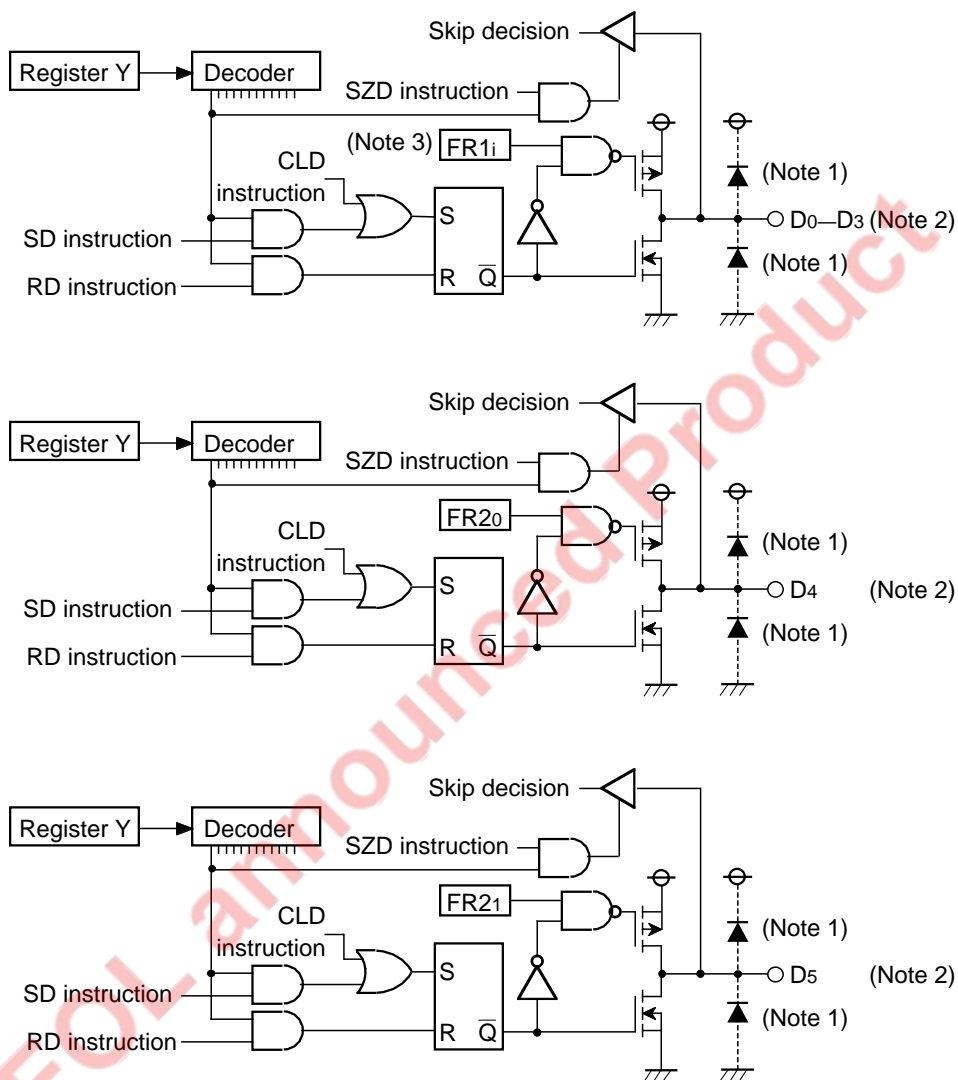 Skip decision
Register Y
Decoder
SZD instruction
(Note 3)
FR1i
CLD
instruction
(Note 1)
S
D0—D3 (Note 2)
SD instruction
(Note 1)
R
Q̅
RD instruction
Skip decision
Register Y
Decoder
SZD instruction
FR20
CLD
instruction
(Note 1)
S
D4 (Note 2)
SD instruction
(Note 1)
R
Q̅
RD instruction
Skip decision
Register Y
Decoder
SZD instruction
FR21
CLD
instruction
(Note 1)
S
D5 (Note 2)
SD instruction
(Note 1)
R
Q̅
RD instruction
EOL announced Product